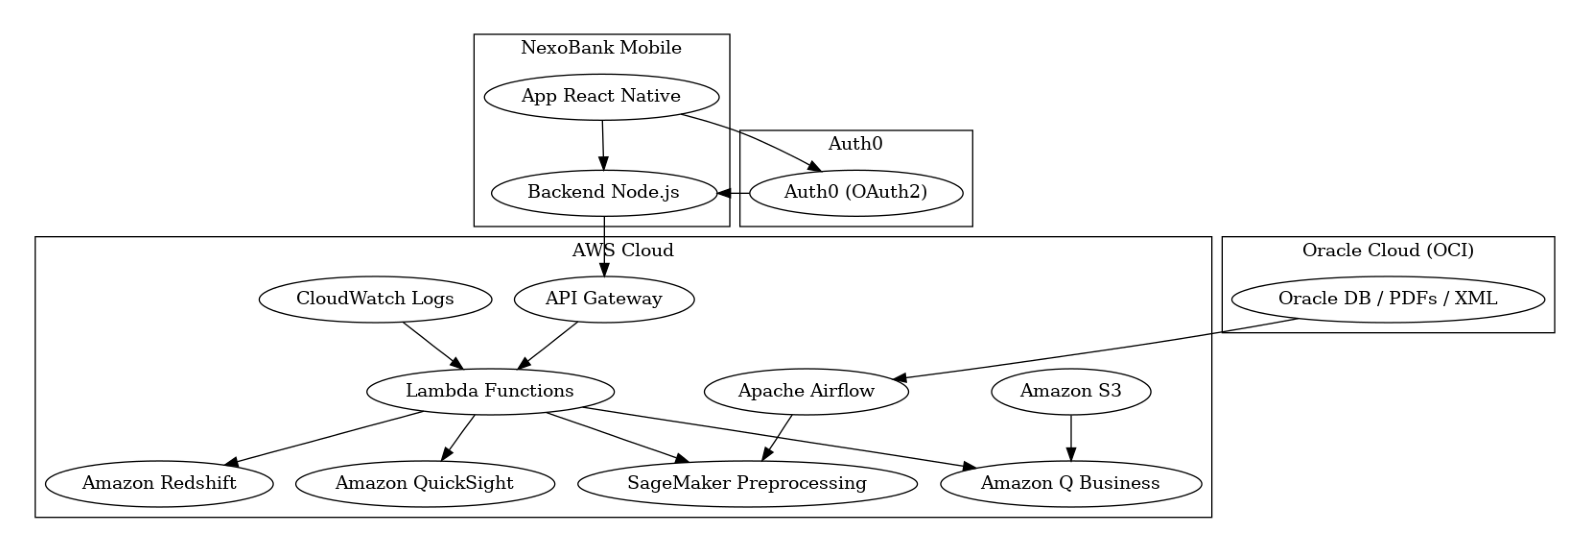 NexoBank Mobile
App React Native
Auth0
Backend Node.js
Auth0 (OAuth2)
AWS Cloud
Oracle Cloud (OCI)
CloudWatch Logs
API Gateway
Oracle DB / PDFs / XML
Lambda Functions
Apache Airflow
Amazon S3
Amazon Redshift
Amazon QuickSight
SageMaker Preprocessing
Amazon Q Business